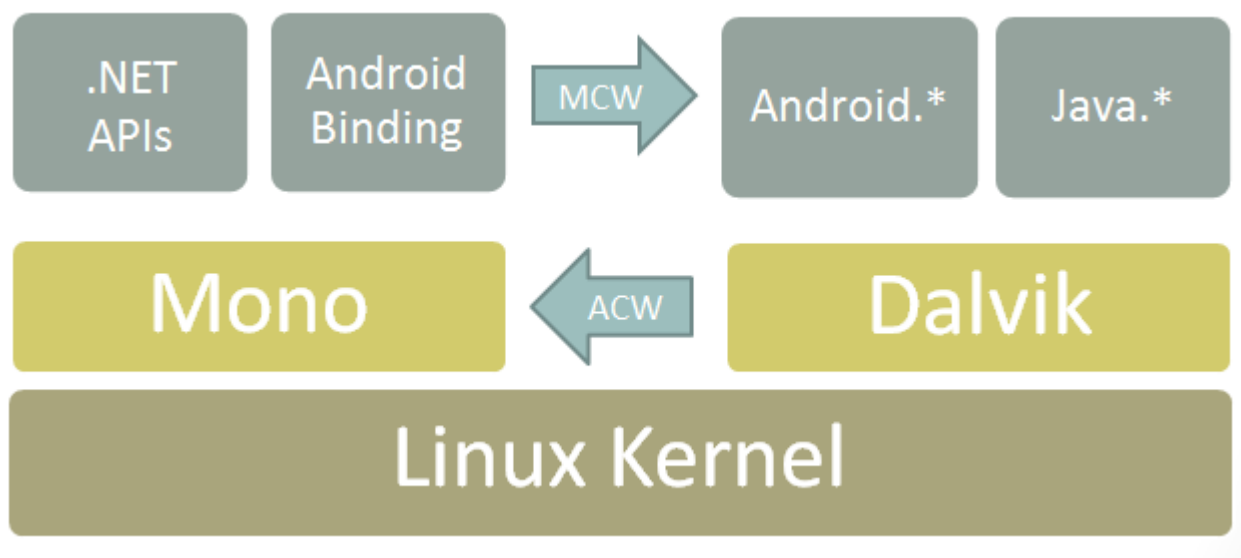 .NET
APIs
Android
Binding
MCW
Android.*
Java.*
Mono
ACW
Dalvik
Linux Kernel